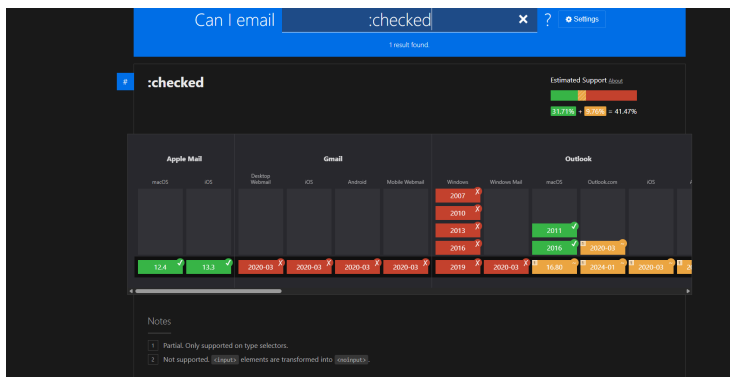 Can I email :checked × ? Settings
1 result found
# :checked
Estimated Support About
31.71% + 9.76% = 41.47%
Apple Mail Gmail Outlook
macOS iOS Desktop Webmail iOS Android Mobile Webmail Windows Windows Mail macOS Outlook.com iOS
2007
2010
2013 2011
2016 2016 2020-03
12.4 13.3 2020-03 2020-03 2020-03 2020-03 2019 2020-03 16.80 2024-01 2020-03
Notes
1 Partial. Only supported on type selectors.
2 Not supported. <input> elements are transformed into <noinput>.